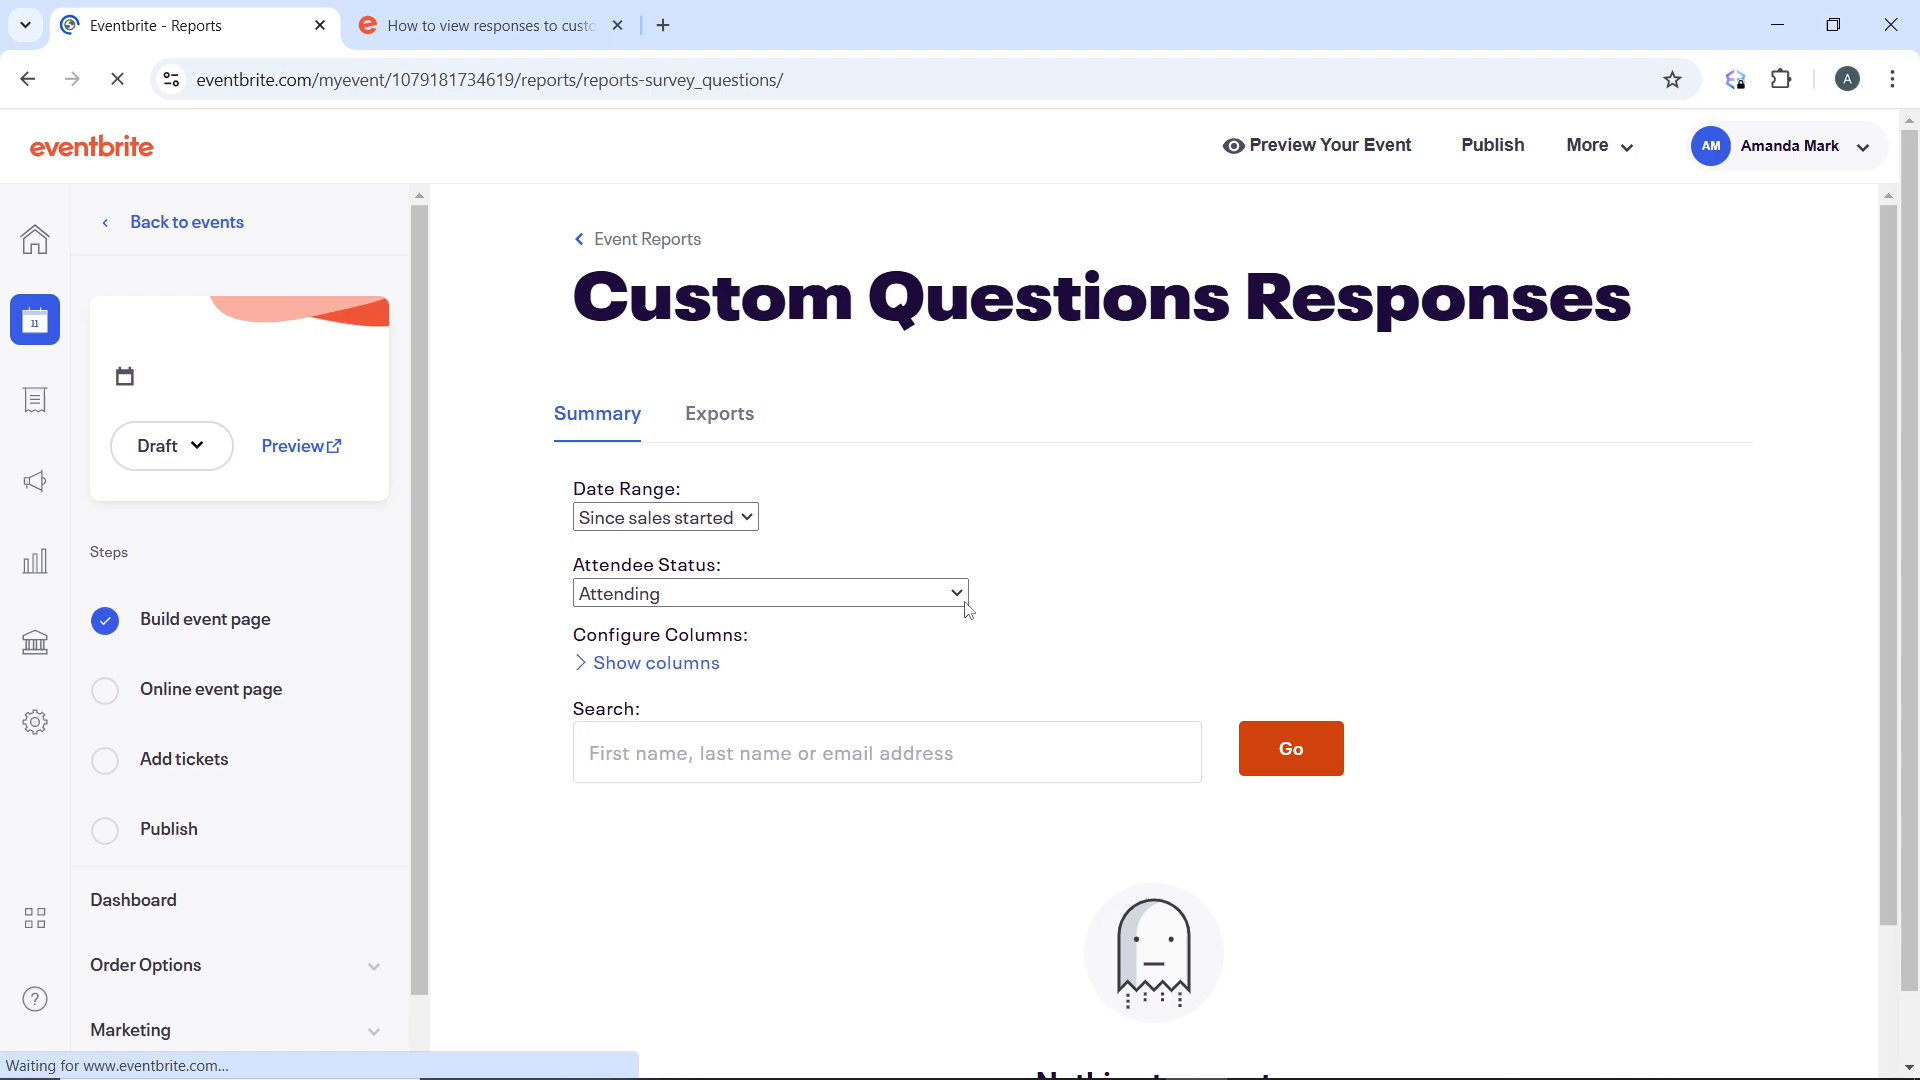 Eventbrite - Reports
How to view responses to custo
eventbrite.com/myevent/1079181734619/reports/reports-survey_questions/
A
eventbrite
Preview Your Event
Publish
More
AM
Amanda Mark
Back to events
11
Draft
Preview
Steps
Build event page
Online event page
Add tickets
Publish
Dashboard
Order Options
Marketing
Event Reports
Custom Questions Responses
Summary
Exports
Date Range:
Since sales started
Attendee Status:
Attending
Configure Columns:
Show columns
Search:
First name, last name or email address
Go
Waiting for www.eventbrite.com...